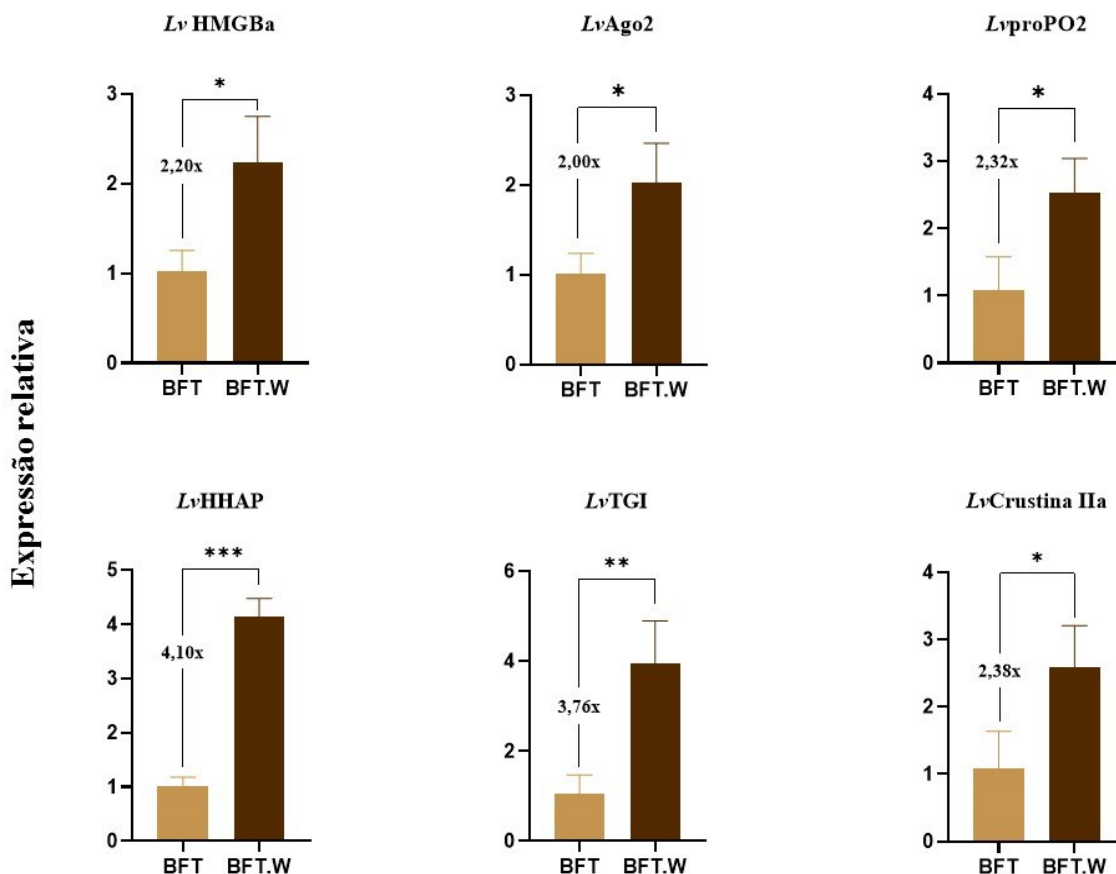 Expressão relativa
Lv HMGBa
*
3
2
1
0
2,20x
BFT BFT.W
LvAgo2
*
3
2
1
0
2,00x
BFT BFT.W
LvproPO2
*
4
3
2
1
0
2,32x
BFT BFT.W
LvHHAP
***
5
4
3
2
1
0
4,10x
BFT BFT.W
LvTGI
**
6
4
2
0
3,76x
BFT BFT.W
LvCrustina IIa
*
4
3
2
1
0
2,38x
BFT BFT.W